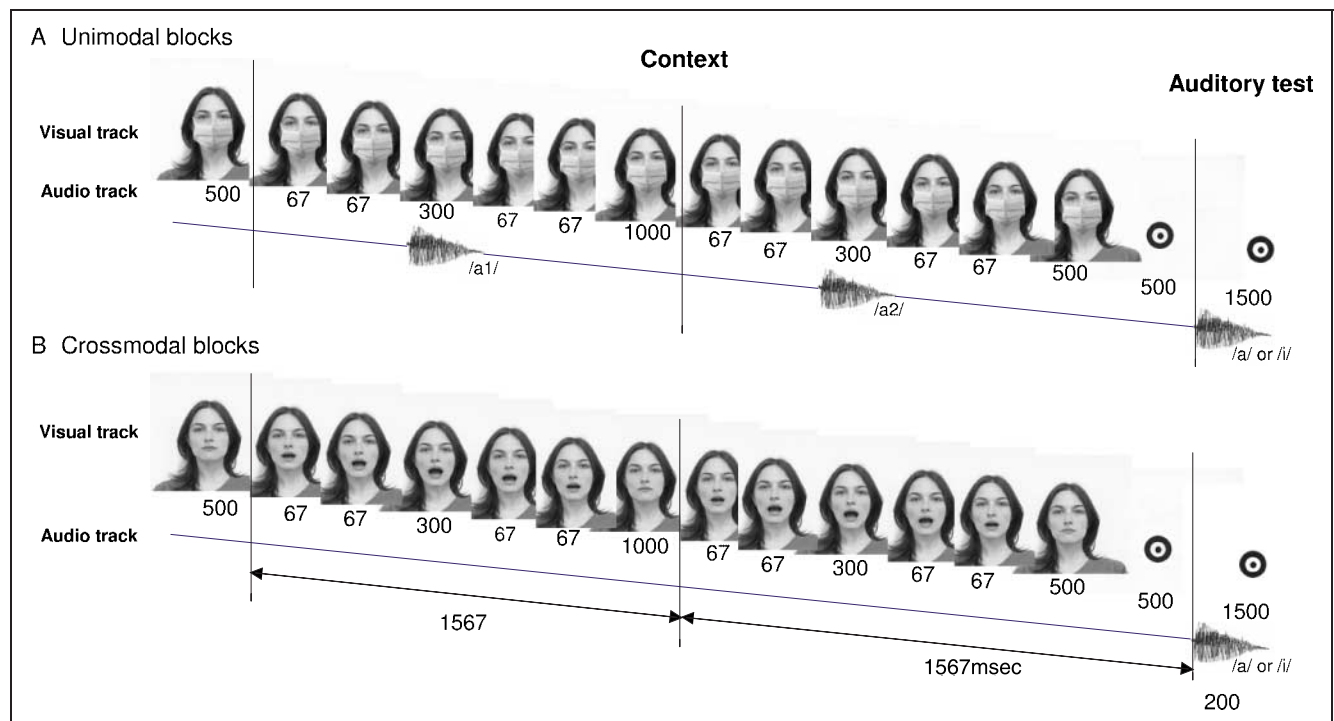 A Unimodal blocks
Context
Auditory test
Visual track
Audio track
500
67
67
300
67
67
1000
67
67
300
67
67
500
500
1500
/a1/
/a2/
/a/ or /i/
B Crossmodal blocks
Visual track
Audio track
500
67
67
300
67
67
1000
67
67
300
67
67
500
500
1500
1567
1567msec
/a/ or /i/
200